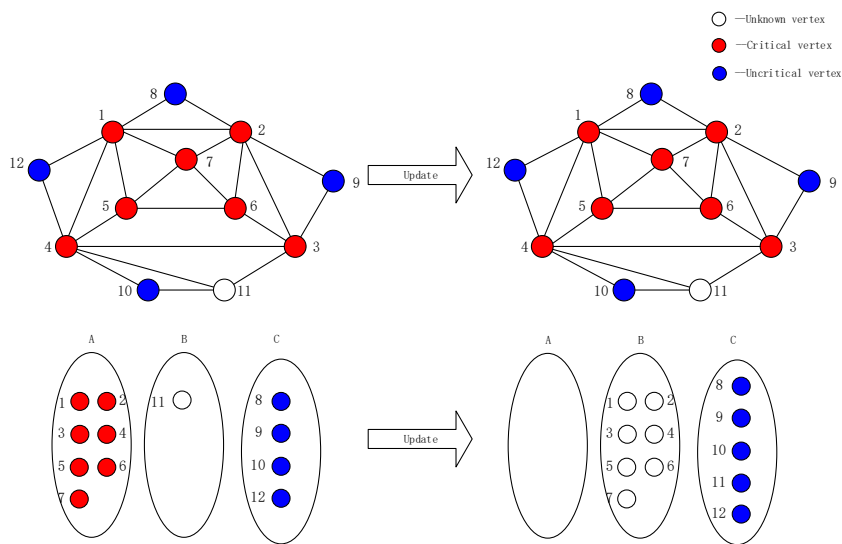 —Unknown vertex
—Critical vertex
—Uncritical vertex
8 8
1 2 1 2
12 7 12 7
9 9
Update
5 6 5 6
4 3 4 3
10 11 10 11
A B C A B C
1 2 11 8 1 2 8
3 4 9 3 4 9
Update
5 6 10 5 6 10
7 12 7 11
12